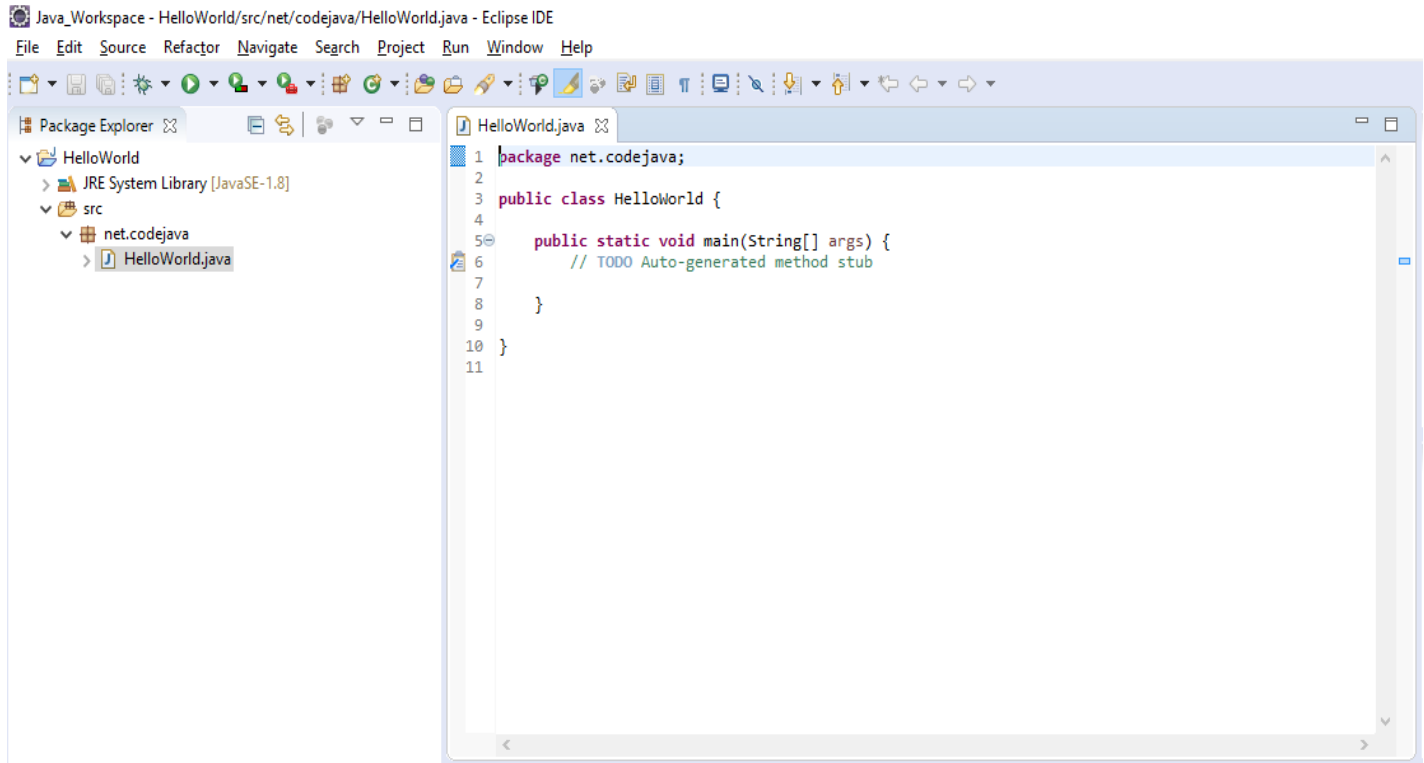 Java_Workspace - HelloWorld/src/net/codejava/HelloWorld.java - Eclipse IDE
File Edit Source Refactor Navigate Search Project Run Window Help
Package Explorer
HelloWorld
JRE System Library [JavaSE-1.8]
src
net.codejava
HelloWorld.java
HelloWorld.java
1 package net.codejava;
2
3 public class HelloWorld {
4
5 public static void main(String[] args) {
6 // TODO Auto-generated method stub
7
8 }
9
10 }
11